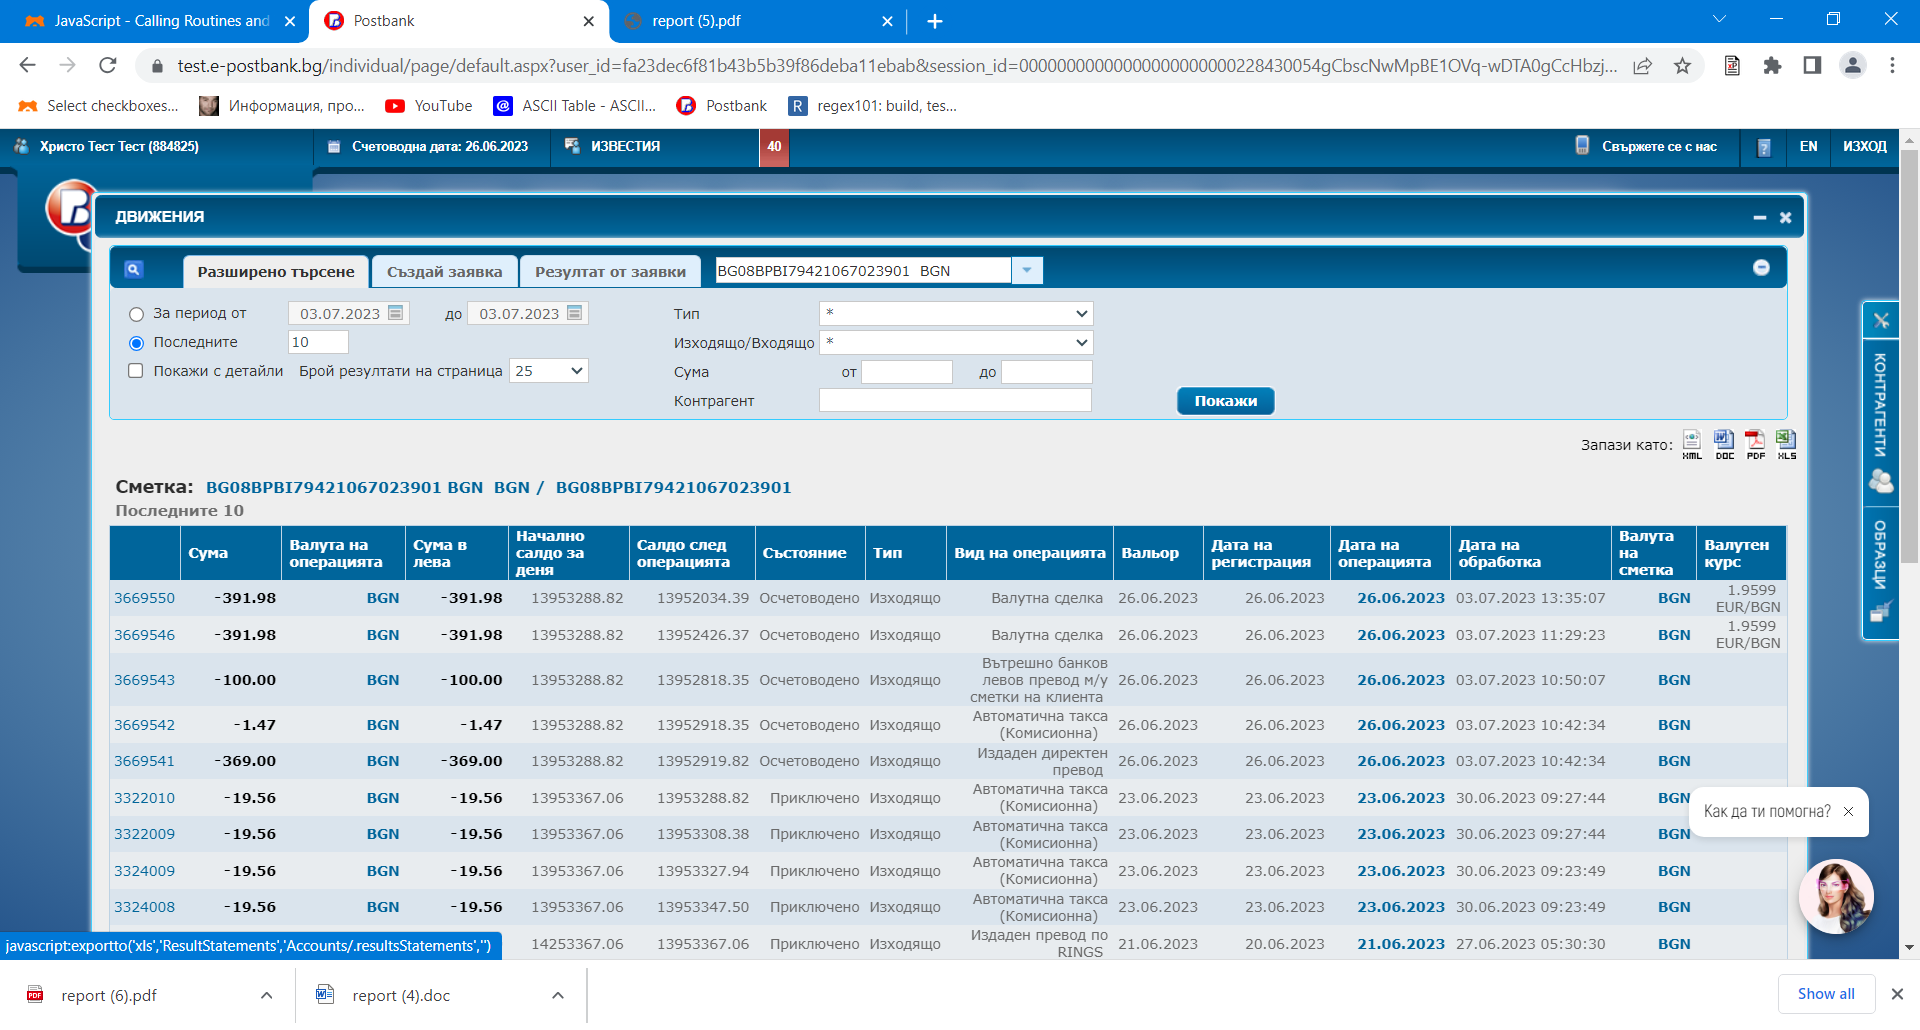 JavaScript - Calling Routines and
Postbank
report (5).pdf
test.e-postbank.bg/individual/page/default.aspx?user_id=fa23dec6f81b43b5b39f86deba11ebab&session_id=
Select checkboxes...
Информация, про...
YouTube
ASCII Table - ASCII...
Postbank
regex101: build, tes...
Христо Тест Тест (884825)
Счетоводна дата: 26.06.2023
ИЗВЕСТИЯ
40
Свържете се с нас
EN
ИЗХОД
ДВИЖЕНИЯ
Разширено търсене
Създай заявка
Резултат от заявки
BG08BPBI79421067023901 BGN
За период от 03.07.2023 до 03.07.2023 Тип *
Последните 10 Изходящо/Входящо *
Покажи с детайли Брой резултати на страница 25 Сума от до
Контрагент Покажи
КОНТРАГЕНТИ
ОБРАЗЦИ
Запази като: XML DOC PDF XLS
Сметка: BG08BPBI79421067023901 BGN BGN / BG08BPBI79421067023901
Последните 10
Сума Валута на операцията Сума в лева Начално салдо за деня Салдо след операцията Състояние Тип Вид на операцията Вальор Дата на регистрация Дата на операцията Дата на обработка Валута на сметка Валутен курс
3669550 -391.98 BGN -391.98 13953288.82 13952034.39 Осчетоводено Изходящо Валутна сделка 26.06.2023 26.06.2023 26.06.2023 03.07.2023 13:35:07 BGN 1.9599 EUR/BGN
3669546 -391.98 BGN -391.98 13953288.82 13952426.37 Осчетоводено Изходящо Валутна сделка 26.06.2023 26.06.2023 26.06.2023 03.07.2023 11:29:23 BGN 1.9599 EUR/BGN
3669543 -100.00 BGN -100.00 13953288.82 13952818.35 Осчетоводено Изходящо Вътрешно банков левов превод м/у сметки на клиента 26.06.2023 26.06.2023 26.06.2023 03.07.2023 10:50:07 BGN
3669542 -1.47 BGN -1.47 13953288.82 13952918.35 Осчетоводено Изходящо Автоматична такса (Комисионна) 26.06.2023 26.06.2023 26.06.2023 03.07.2023 10:42:34 BGN
3669541 -369.00 BGN -369.00 13953288.82 13952919.82 Осчетоводено Изходящо Издаден директен превод 26.06.2023 26.06.2023 26.06.2023 03.07.2023 10:42:34 BGN
3322010 -19.56 BGN -19.56 13953367.06 13953288.82 Приключено Изходящо Автоматична такса (Комисионна) 23.06.2023 23.06.2023 23.06.2023 30.06.2023 09:27:44 BGN
3322009 -19.56 BGN -19.56 13953367.06 13953308.38 Приключено Изходящо Автоматична такса (Комисионна) 23.06.2023 23.06.2023 23.06.2023 30.06.2023 09:27:44 BGN
3324009 -19.56 BGN -19.56 13953367.06 13953327.94 Приключено Изходящо Автоматична такса (Комисионна) 23.06.2023 23.06.2023 23.06.2023 30.06.2023 09:23:49 BGN
3324008 -19.56 BGN -19.56 13953367.06 13953347.50 Приключено Изходящо Автоматична такса (Комисионна) 23.06.2023 23.06.2023 23.06.2023 30.06.2023 09:23:49 BGN
14253367.06 13953367.06 Приключено Изходящо Издаден превод по RINGS 21.06.2023 20.06.2023 21.06.2023 27.06.2023 05:30:30 BGN
Как да ти помогна?
javascript:exportto('xls','ResultStatements','Accounts/.resultsStatements','')
report (6).pdf
report (4).doc
Show all